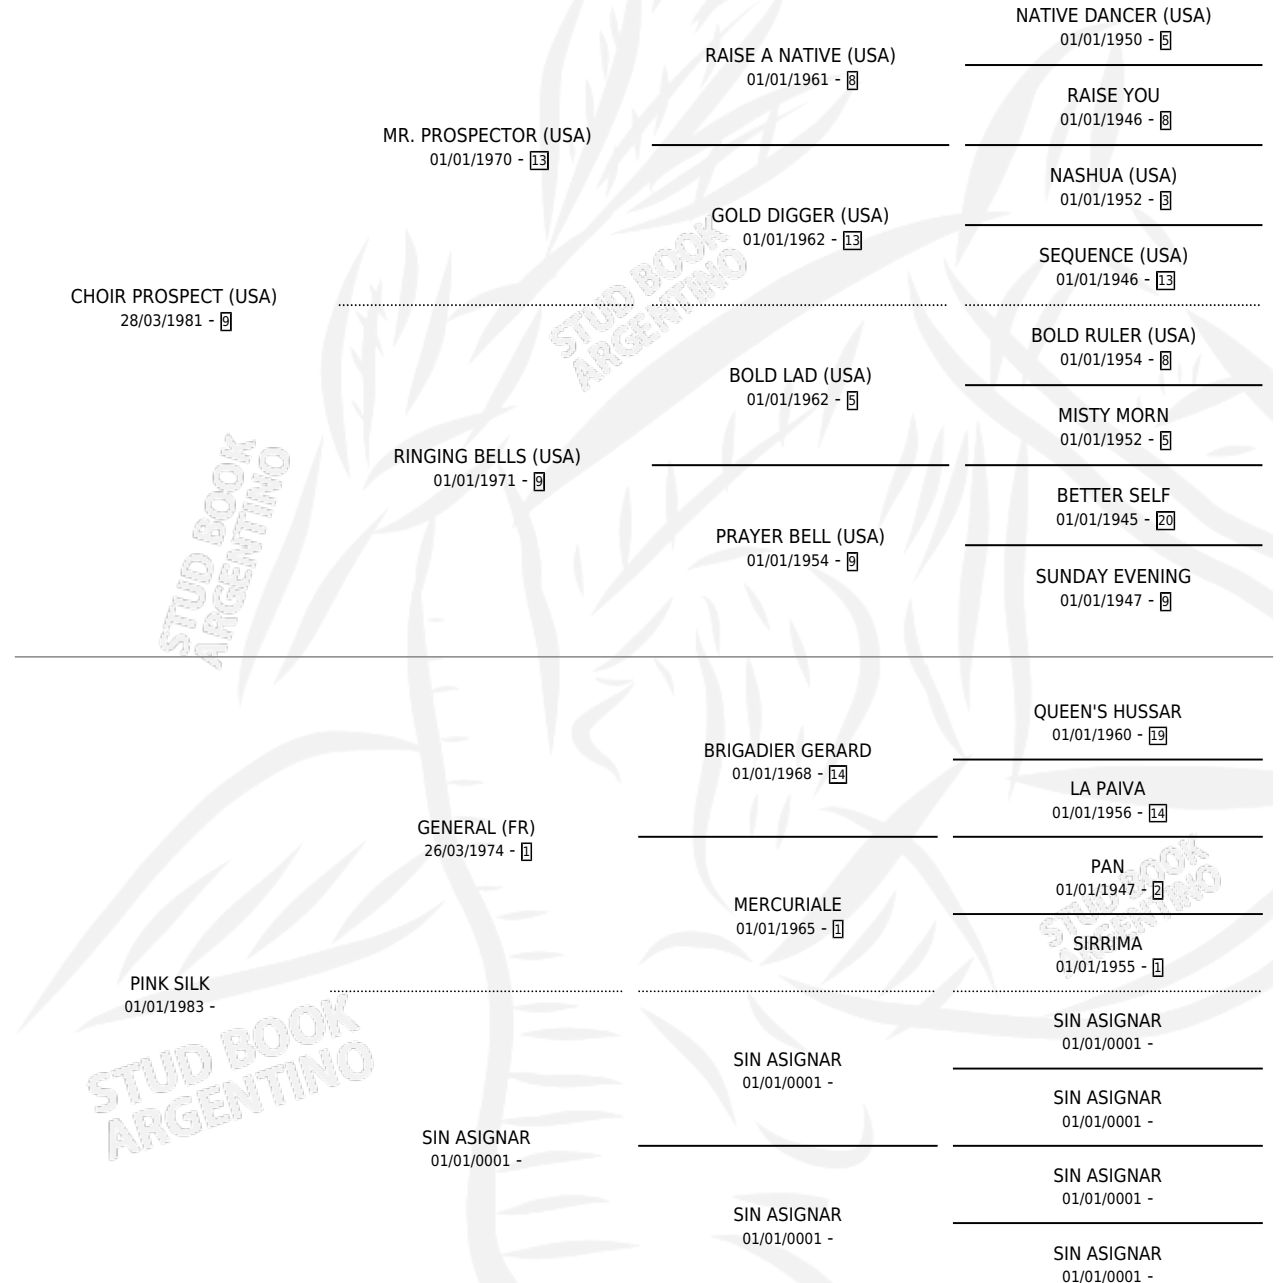 NATIVE DANCER (USA)
01/01/1950 - 5
RAISE A NATIVE (USA)
01/01/1961 - 8
RAISE YOU
01/01/1946 - 8
MR. PROSPECTOR (USA)
01/01/1970 - 13
NASHUA (USA)
01/01/1952 - 3
GOLD DIGGER (USA)
01/01/1962 - 13
SEQUENCE (USA)
01/01/1946 - 13
CHOIR PROSPECT (USA)
28/03/1981 - 9
STUD BOOK
ARGENTINO
BOLD RULER (USA)
01/01/1954 - 8
BOLD LAD (USA)
01/01/1962 - 5
MISTY MORN
01/01/1952 - 5
RINGING BELLS (USA)
01/01/1971 - 9
BETTER SELF
01/01/1945 - 20
PRAYER BELL (USA)
01/01/1954 - 9
SUNDAY EVENING
01/01/1947 - 9
STUD BOOK
ARGENTINO
QUEEN'S HUSSAR
01/01/1960 - 19
BRIGADIER GERARD
01/01/1968 - 14
LA PAIVA
01/01/1956 - 14
GENERAL (FR)
26/03/1974 - 1
PAN
01/01/1947 - 2
MERCURIALE
01/01/1965 - 1
SIRRIMA
01/01/1955 - 1
STUD BOOK
ARGENTINO
PINK SILK
01/01/1983 -
SIN ASIGNAR
01/01/0001 -
SIN ASIGNAR
01/01/0001 -
SIN ASIGNAR
01/01/0001 -
STUD BOOK
ARGENTINO
SIN ASIGNAR
01/01/0001 -
SIN ASIGNAR
01/01/0001 -
SIN ASIGNAR
01/01/0001 -
SIN ASIGNAR
01/01/0001 -